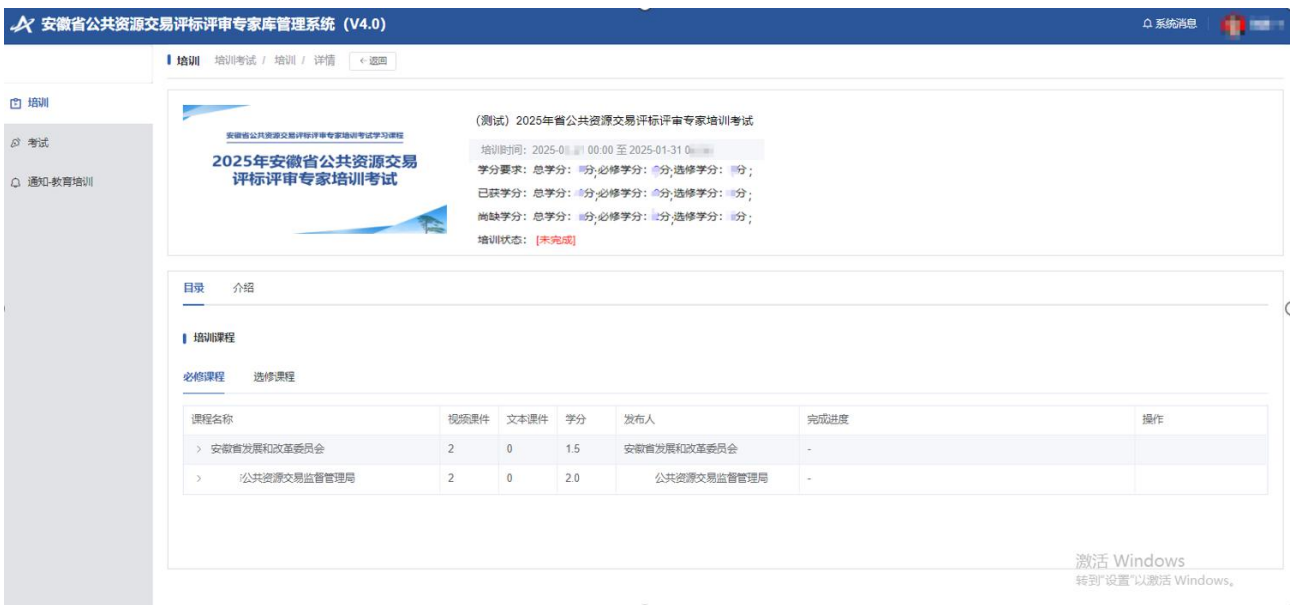 安徽省公共资源交易评标评审专家库管理系统（V4.0）
系统消息
培训 培训考试 / 培训 / 详情 ←返回
培训
考试
通知-教育培训
安徽省公共资源交易评标评审专家培训考试学习课程
2025年安徽省公共资源交易
评标评审专家培训考试
(测试) 2025年省公共资源交易评标评审专家培训考试
培训时间：2025-0 00:00 至 2025-01-31 0
学分要求：总学分： 分;必修学分： 分;选修学分： 分；
已获学分：总学分： 分;必修学分： 分;选修学分： 分；
尚缺学分：总学分： 分;必修学分： 分;选修学分： 分；
培训状态：[未完成]
目录 介绍
培训课程
必修课程 选修课程
课程名称 视频课件 文本课件 学分 发布人 完成进度 操作
> 安徽省发展和改革委员会 2 0 1.5 安徽省发展和改革委员会 -
> 公共资源交易监督管理局 2 0 2.0 公共资源交易监督管理局 -
激活 Windows
转到"设置"以激活 Windows。